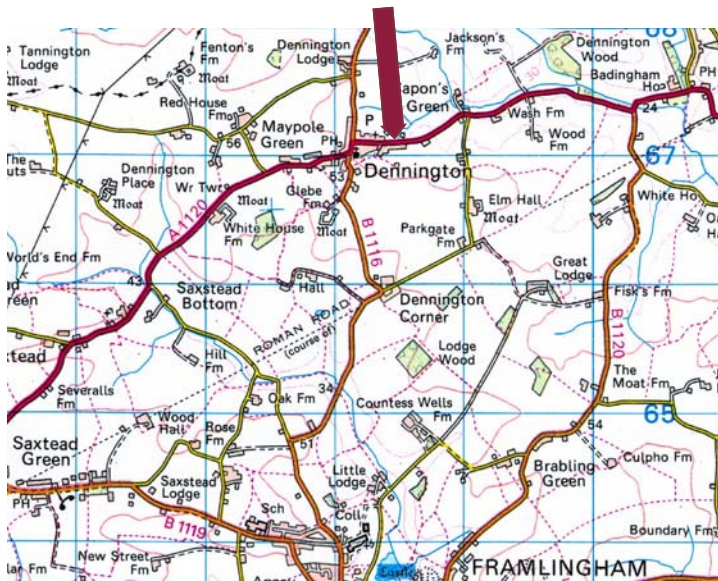 68
Jackson's
Fm
Tannington
Lodge
Moat
Fenton's
Fm
Moat
Dennington
Lodge
Dennington
Wood
Badingham
Ho
PH
24
Red House
Fm
56
Maypole
Green
PH
P
Capon's
Green
30
Wash Fm
Wood
Fm
67
Dennington
53
Dennington
Place
Moat
Wr Twr
Glebe
Fm
Moat
Elm Hall
Moat
White Ho
A 1120
White House
Fm
Moat
B 1116
Parkgate
Fm
World's End Fm
43
Great
Lodge
Saxstead
Bottom
Hall
Fisk's Fm
ROMAN ROAD
(course of)
Dennington
Corner
B 1120
Hill
Fm
Lodge
Wood
The
Moat Fm
Severalls
Fm
34
Oak Fm
Wood
Hall
Countess Wells
Fm
65
Rose
Fm
51
54
Saxtead
Green
Saxstead
Lodge
Little
Lodge
Brabling
Green
Culpho Fm
PH
B 1119
Sch
Coll
New Street
Fm
Boundary Fm
Castle
FRAMLINGHAM